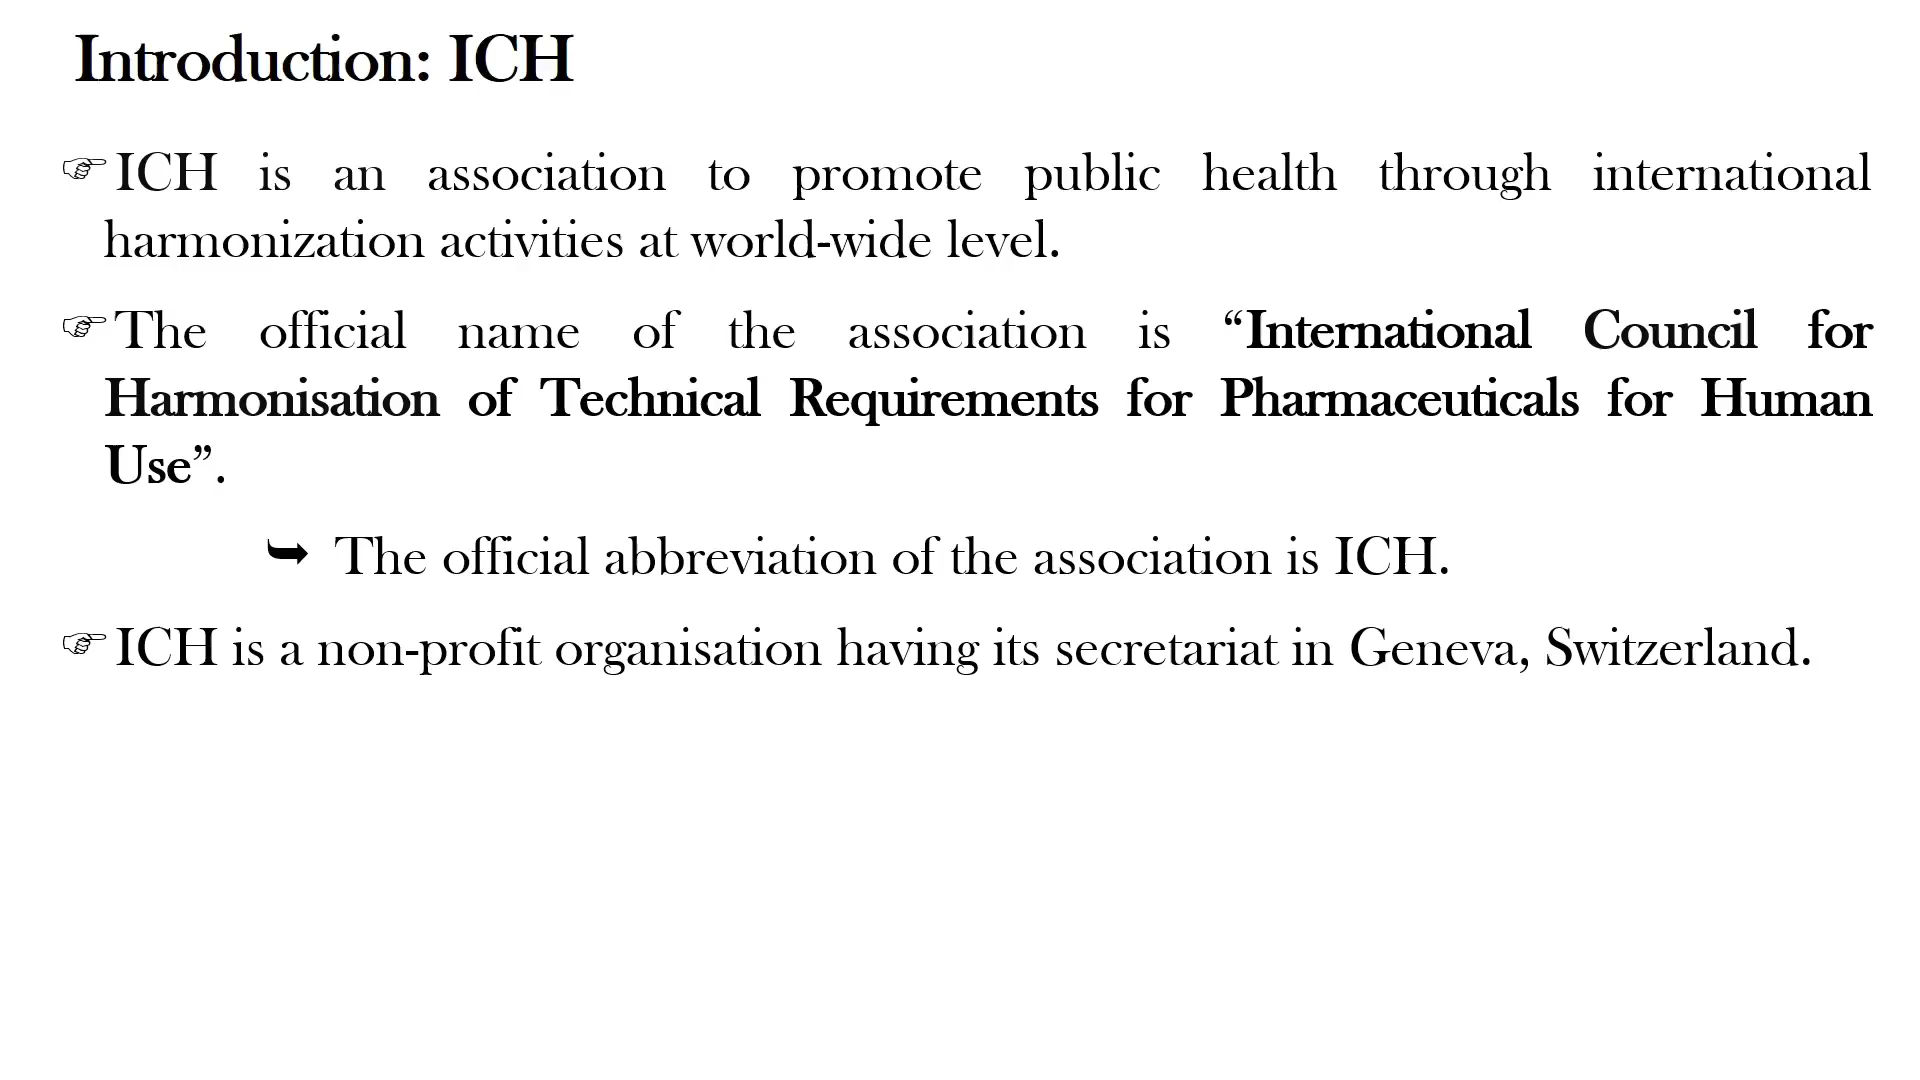 Introduction: ICH
☞ICH is an association to promote public health through international
harmonization activities at world-wide level.
☞The official name of the association is “International Council for
Harmonisation of Technical Requirements for Pharmaceuticals for Human
Use”.
➥ The official abbreviation of the association is ICH.
☞ICH is a non-profit organisation having its secretariat in Geneva, Switzerland.